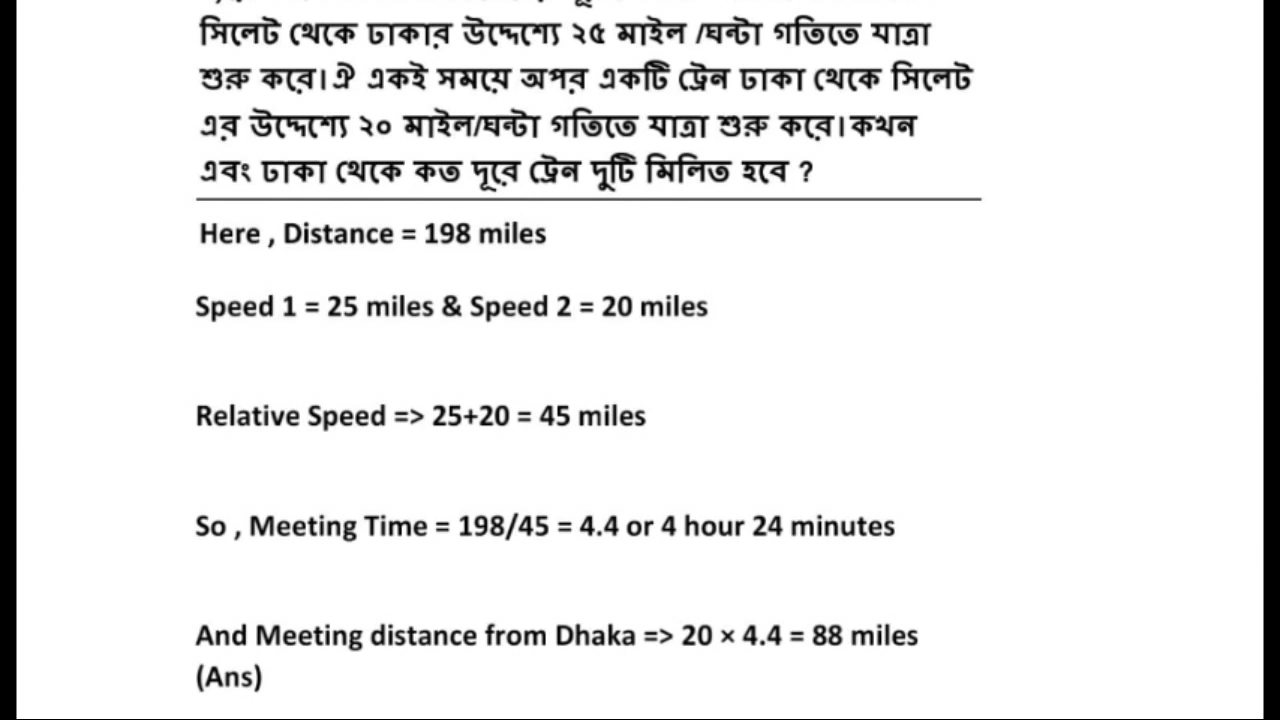 সিলেট থেকে ঢাকার উদ্দেশ্যে ২৫ মাইল /ঘন্টা গতিতে যাত্রা
শুরু করে। ঐ একই সময়ে অপর একটি ট্রেন ঢাকা থেকে সিলেট
এর উদ্দেশ্যে ২০ মাইল/ঘন্টা গতিতে যাত্রা শুরু করে। কখন
এবং ঢাকা থেকে কত দূরে ট্রেন দুটি মিলিত হবে ?
Here , Distance = 198 miles
Speed 1 = 25 miles & Speed 2 = 20 miles
Relative Speed => 25+20 = 45 miles
So , Meeting Time = 198/45 = 4.4 or 4 hour 24 minutes
And Meeting distance from Dhaka => 20 × 4.4 = 88 miles
(Ans)